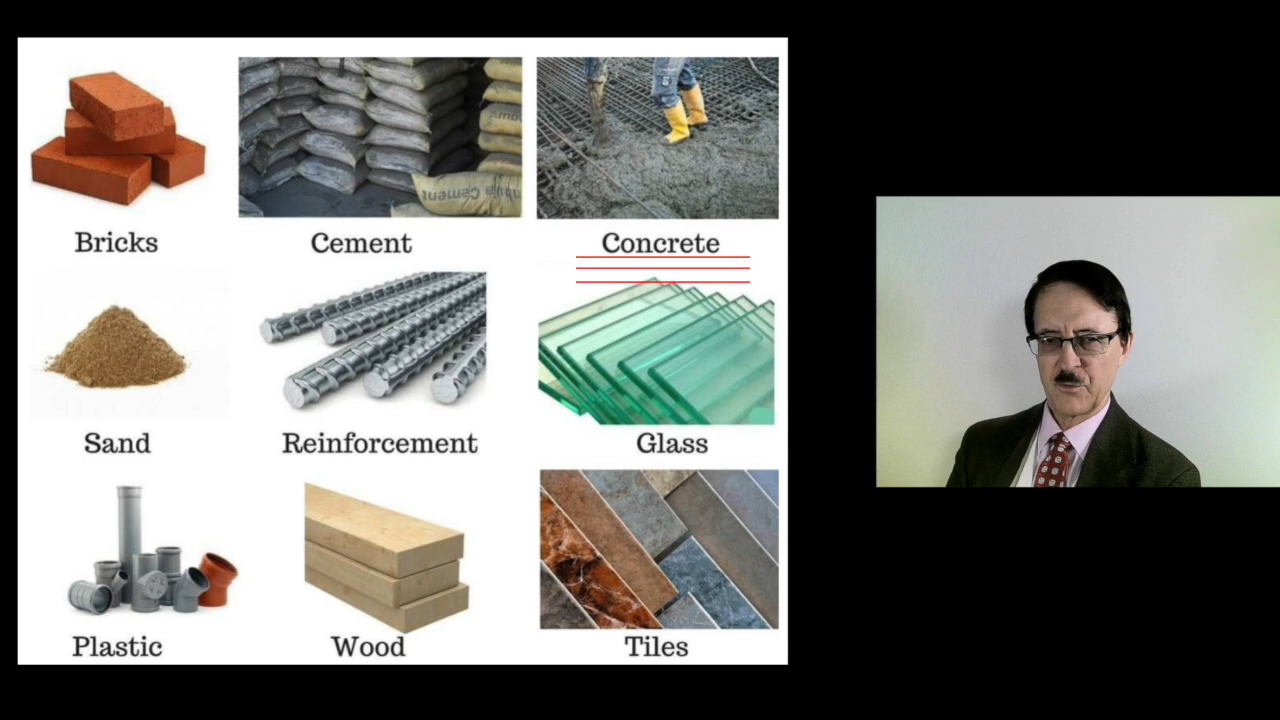 Bricks
Cement
Concrete
Sand
Reinforcement
Glass
Plastic
Wood
Tiles